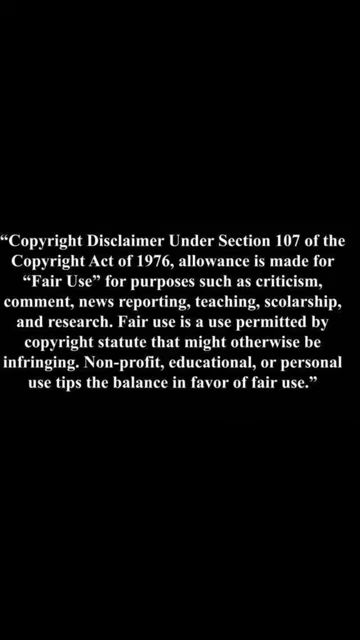 “Copyright Disclaimer Under Section 107 of the
Copyright Act of 1976, allowance is made for
“Fair Use” for purposes such as criticism,
comment, news reporting, teaching, scolarship,
and research. Fair use is a use permitted by
copyright statute that might otherwise be
infringing. Non-profit, educational, or personal
use tips the balance in favor of fair use.”